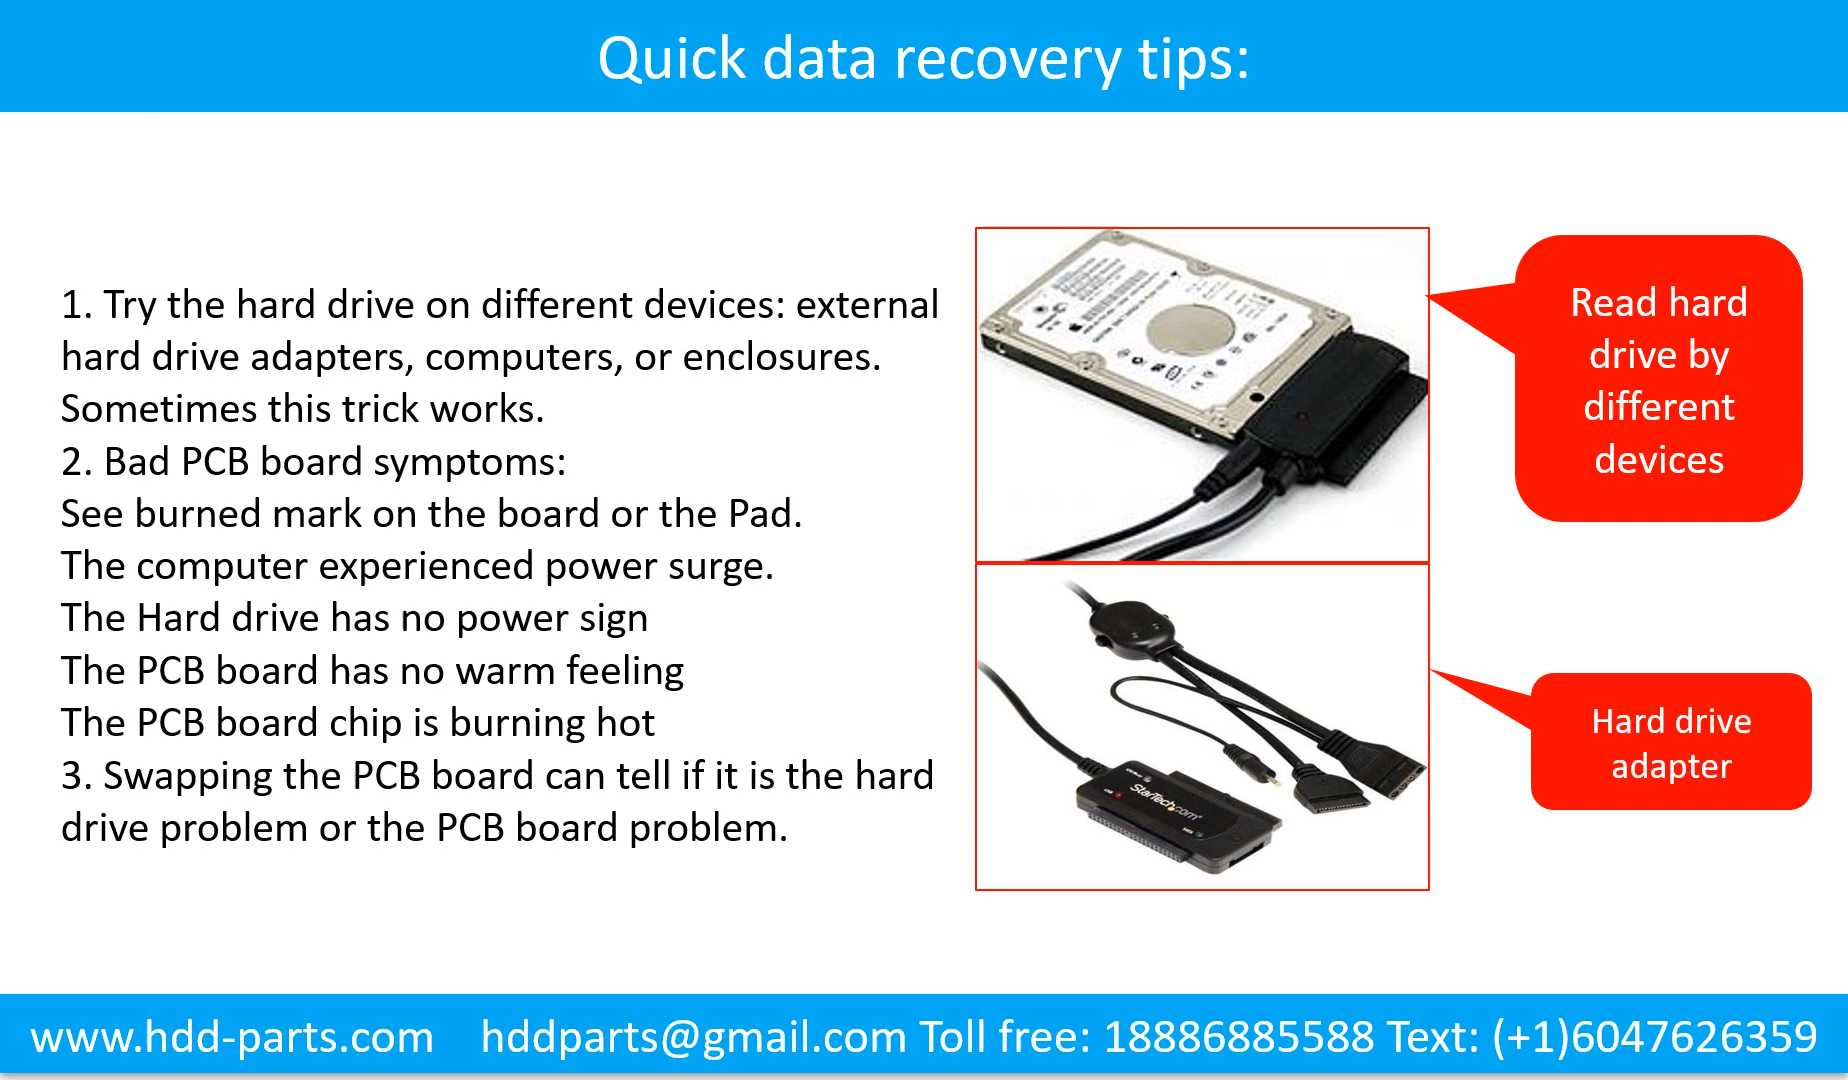 Quick data recovery tips:
1. Try the hard drive on different devices: external
hard drive adapters, computers, or enclosures.
Sometimes this trick works.
2. Bad PCB board symptoms:
See burned mark on the board or the Pad.
The computer experienced power surge.
The Hard drive has no power sign
The PCB board has no warm feeling
The PCB board chip is burning hot
3. Swapping the PCB board can tell if it is the hard
drive problem or the PCB board problem.
Read hard
drive by
different
devices
StarTech.com
Hard drive
adapter
www.hdd-parts.com hddparts@gmail.com Toll free: 18886885588 Text: (+1)6047626359